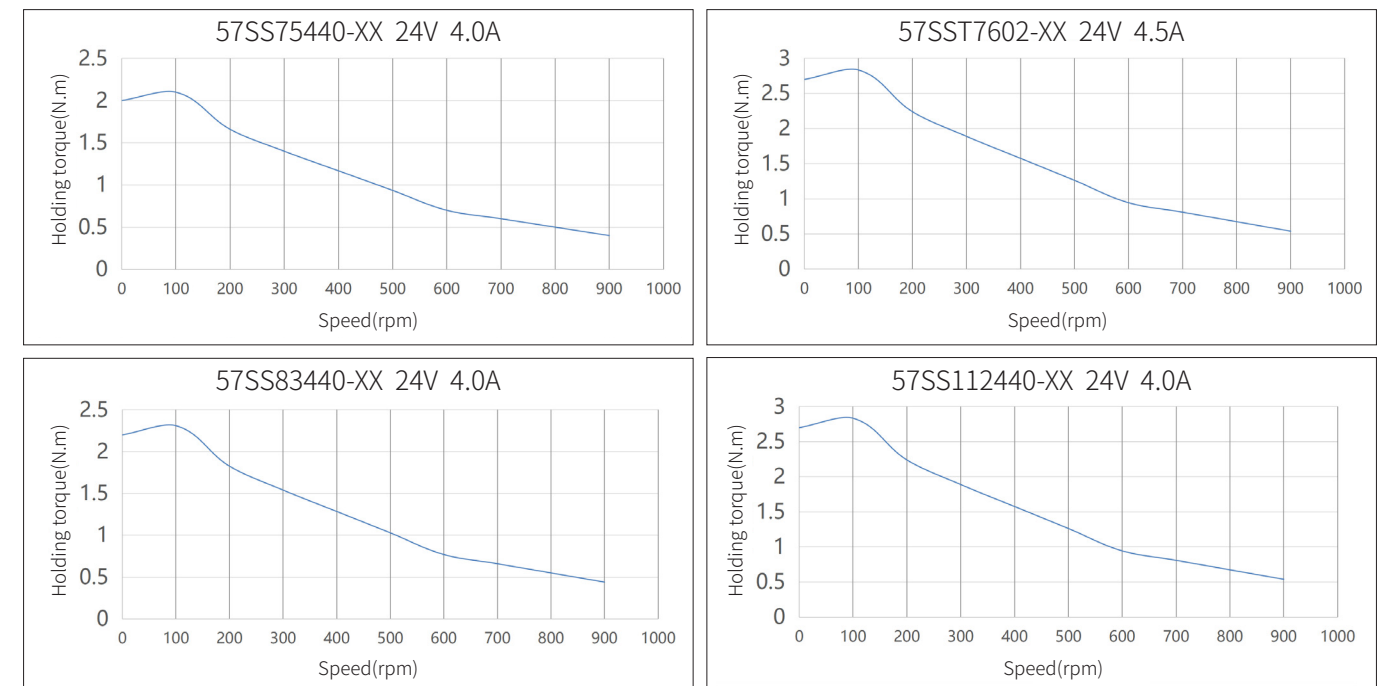 57SS75440-XX 24V 4.0A
Holding torque(N.m)
2.5
2
1.5
1
0.5
0
0 100 200 300 400 500 600 700 800 900 1000
Speed(rpm)
57SST7602-XX 24V 4.5A
Holding torque(N.m)
3
2.5
2
1.5
1
0.5
0
0 100 200 300 400 500 600 700 800 900 1000
Speed(rpm)
57SS83440-XX 24V 4.0A
Holding torque(N.m)
2.5
2
1.5
1
0.5
0
0 100 200 300 400 500 600 700 800 900 1000
Speed(rpm)
57SS112440-XX 24V 4.0A
Holding torque(N.m)
3
2.5
2
1.5
1
0.5
0
0 100 200 300 400 500 600 700 800 900 1000
Speed(rpm)